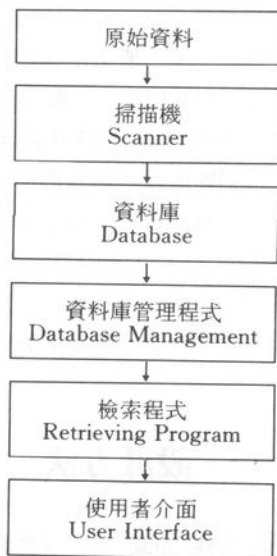 原始資料
掃描機
Scanner
資料庫
Database
資料庫管理程式
Database Management
檢索程式
Retrieving Program
使用者介面
User Interface